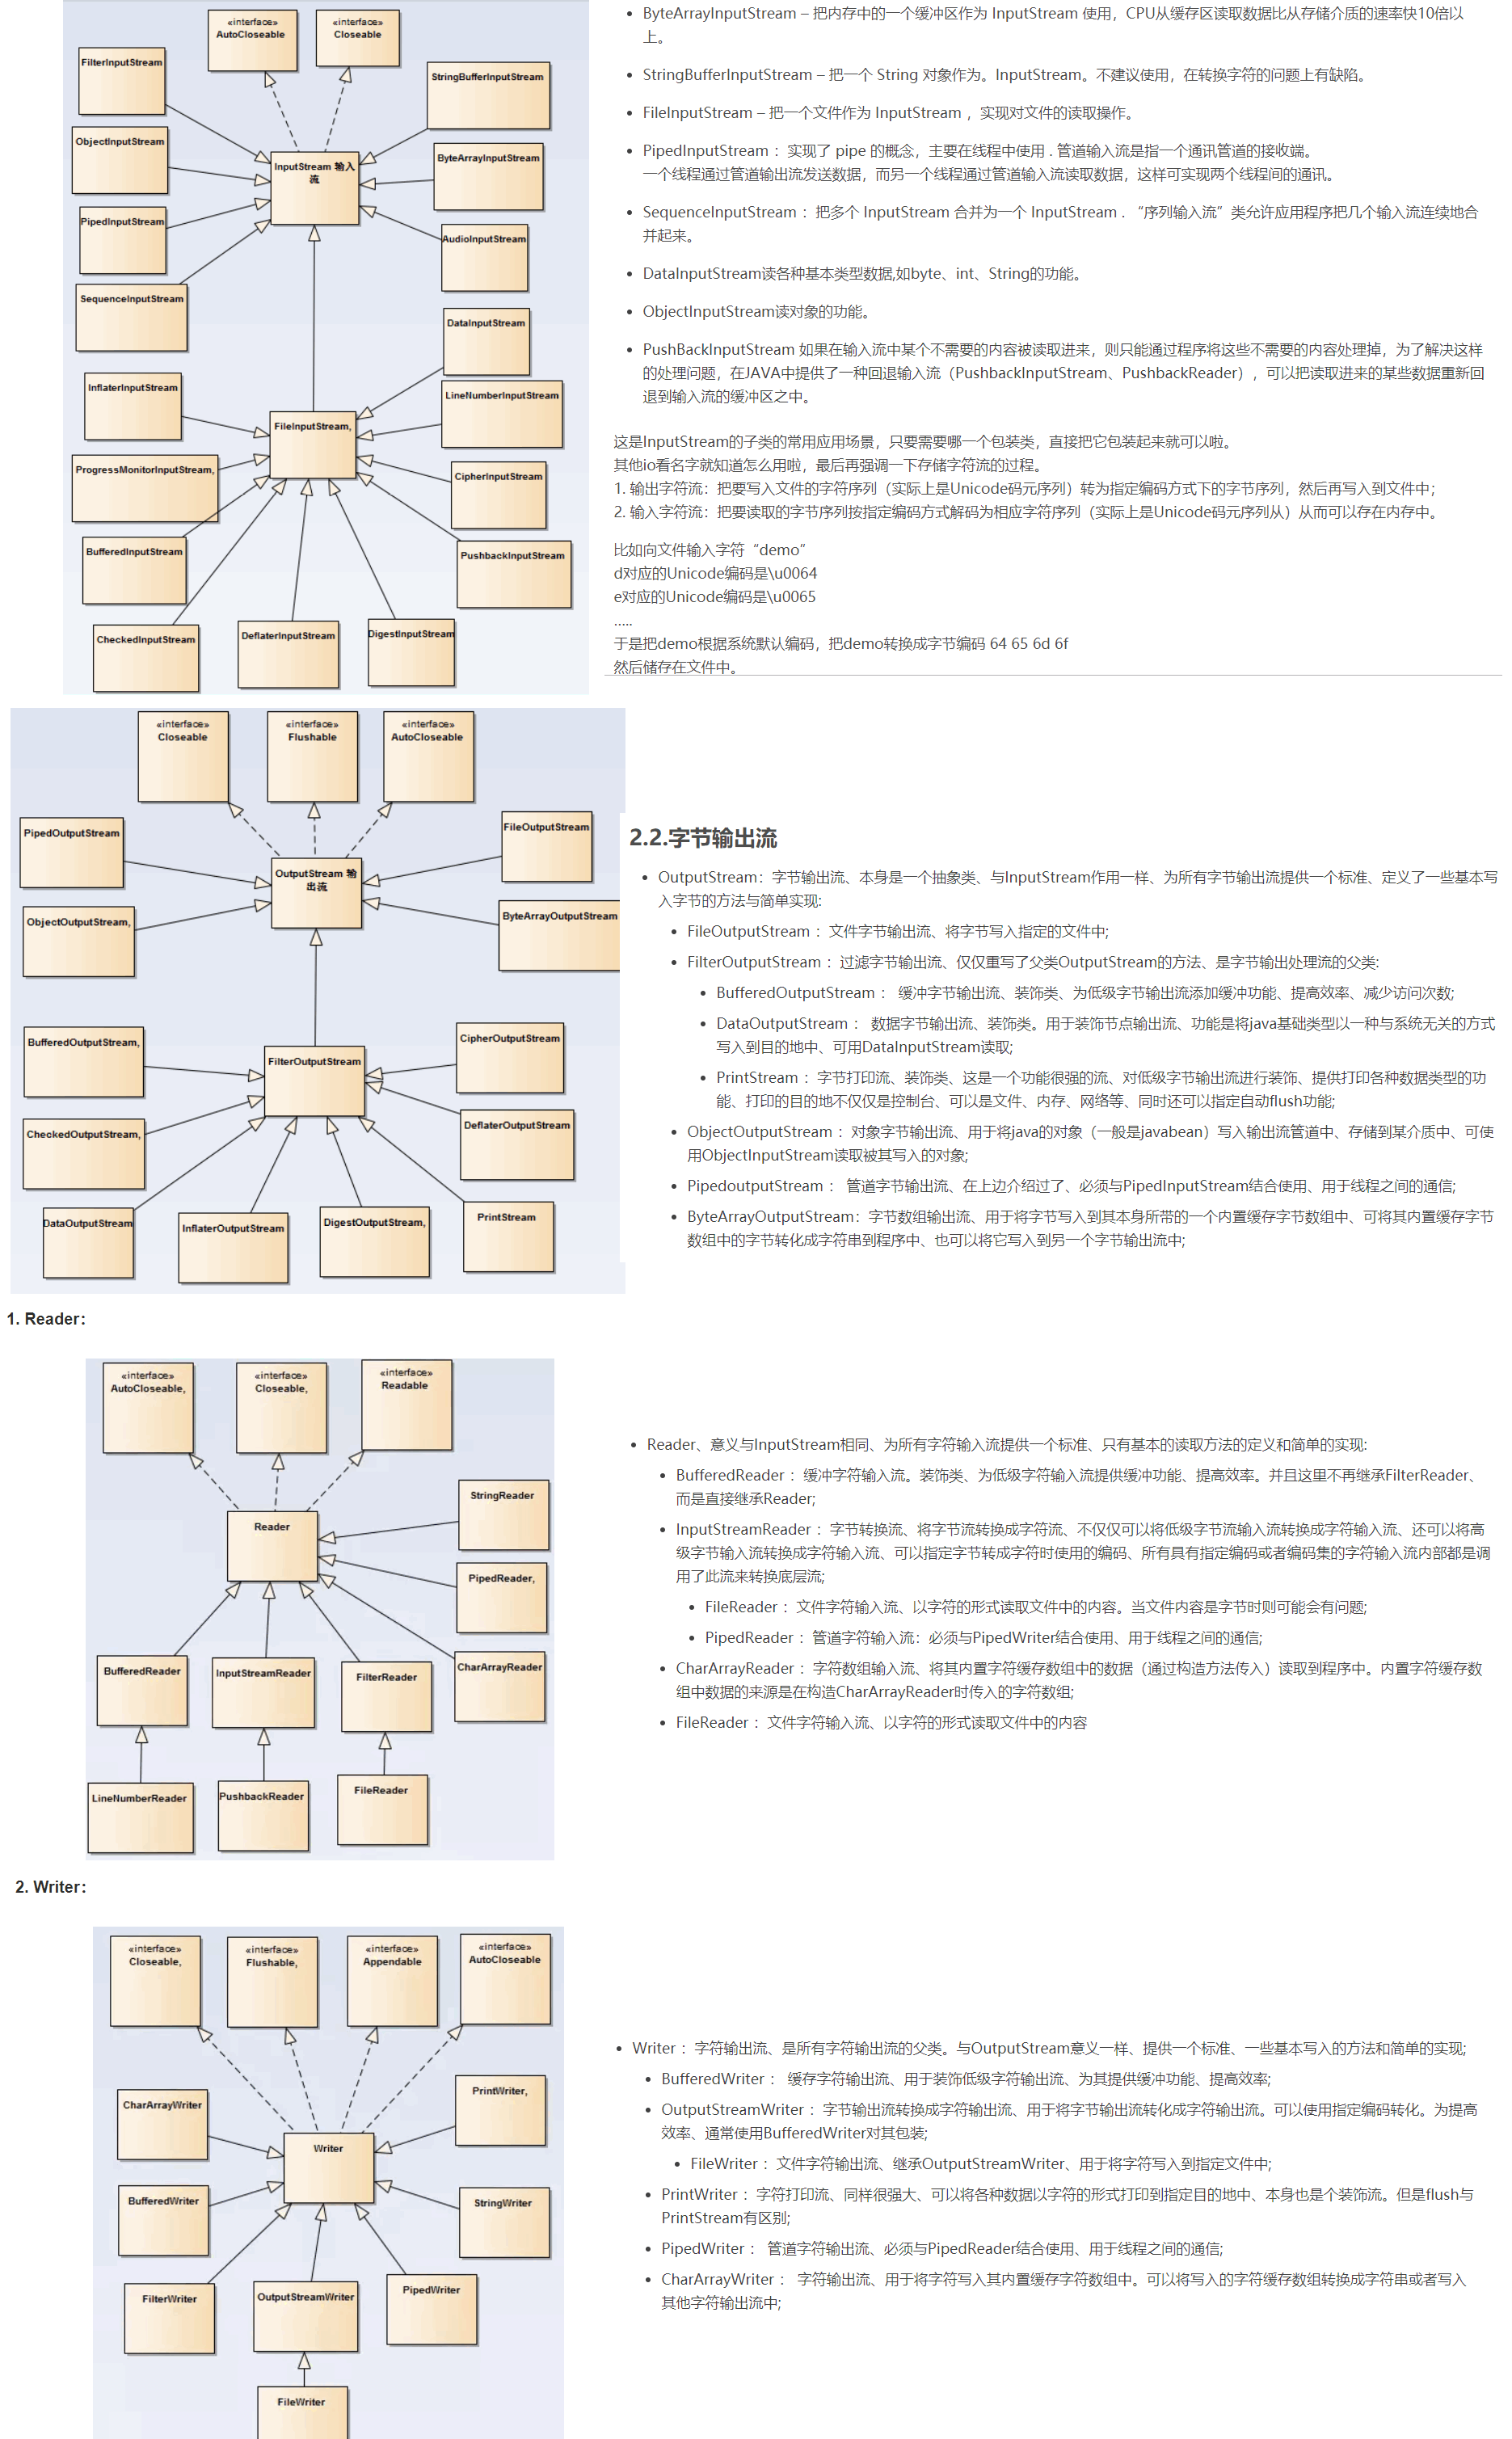 «interface»
AutoCloseable
«interface»
Closeable
FilterInputStream
StringBufferInputStream
ObjectInputStream
InputStream 输入
流
ByteArrayInputStream
PipedInputStream
AudioInputStream
SequenceInputStream
DataInputStream
InflaterInputStream
LineNumberInputStream
FileInputStream,
ProgressMonitorInputStream,
CipherInputStream
BufferedInputStream
PushbackInputStream
CheckedInputStream
DeflaterInputStream
DigestInputStream
• ByteArrayInputStream – 把内存中的一个缓冲区作为 InputStream 使用，CPU从缓存区读取数据比从存储介质的速率快10倍以
上。
• StringBufferInputStream – 把一个 String 对象作为。InputStream。不建议使用，在转换字符的问题上有缺陷。
• FileInputStream – 把一个文件作为 InputStream ，实现对文件的读取操作。
• PipedInputStream ：实现了 pipe 的概念，主要在线程中使用 . 管道输入流是指一个通讯管道的接收端。
一个线程通过管道输出流发送数据，而另一个线程通过管道输入流读取数据，这样可实现两个线程间的通讯。
• SequenceInputStream ：把多个 InputStream 合并为一个 InputStream ．“序列输入流”类允许应用程序把几个输入流连续地合
并起来。
• DataInputStream读各种基本类型数据,如byte、int、String的功能。
• ObjectInputStream读对象的功能。
• PushBackInputStream 如果在输入流中某个不需要的内容被读取进来，则只能通过程序将这些不需要的内容处理掉，为了解决这样
的处理问题，在JAVA中提供了一种回退输入流（PushbackInputStream、PushbackReader），可以把读取进来的某些数据重新回
退到输入流的缓冲区之中。
这是InputStream的子类的常用应用场景，只要需要哪一个包装类，直接把它包装起来就可以啦。
其他io看名字就知道怎么用啦，最后再强调一下存储字符流的过程。
1. 输出字符流：把要写入文件的字符序列（实际上是Unicode码元序列）转为指定编码方式下的字节序列，然后再写入到文件中；
2. 输入字符流：把要读取的字节序列按指定编码方式解码为相应字符序列（实际上是Unicode码元序列从）从而可以存在内存中。
比如向文件输入字符“demo”
d对应的Unicode编码是\u0064
e对应的Unicode编码是\u0065
.....
于是把demo根据系统默认编码，把demo转换成字节编码 64 65 6d 6f
然后储存在文件中。
«interface»
Closeable
«interface»
Flushable
«interface»
AutoCloseable
PipedOutputStream
FileOutputStream
OutputStream 输
出流
ObjectOutputStream,
ByteArrayOutputStream
BufferedOutputStream,
CipherOutputStream
FilterOutputStream
CheckedOutputStream,
DeflaterOutputStream
DataOutputStream
InflaterOutputStream
DigestOutputStream,
PrintStream
2.2.字节输出流
• OutputStream：字节输出流、本身是一个抽象类、与InputStream作用一样、为所有字节输出流提供一个标准、定义了一些基本写
入字节的方法与简单实现:
• FileOutputStream ：文件字节输出流、将字节写入指定的文件中;
• FilterOutputStream ：过滤字节输出流、仅仅重写了父类OutputStream的方法、是字节输出处理流的父类:
• BufferedOutputStream ： 缓冲字节输出流、装饰类、为低级字节输出流添加缓冲功能、提高效率、减少访问次数;
• DataOutputStream ： 数据字节输出流、装饰类。用于装饰节点输出流、功能是将java基础类型以一种与系统无关的方式
写入到目的地中、可用DataInputStream读取;
• PrintStream ：字节打印流、装饰类、这是一个功能很强的流、对低级字节输出流进行装饰、提供打印各种数据类型的功
能、打印的目的地不仅仅是控制台、可以是文件、内存、网络等、同时还可以指定自动flush功能;
• ObjectOutputStream ：对象字节输出流、用于将java的对象（一般是javabean）写入输出流管道中、存储到某介质中、可使
用ObjectInputStream读取被其写入的对象;
• PipedoutputStream ： 管道字节输出流、在上边介绍过了、必须与PipedInputStream结合使用、用于线程之间的通信;
• ByteArrayOutputStream：字节数组输出流、用于将字节写入到其本身所带的一个内置缓存字节数组中、可将其内置缓存字节
数组中的字节转化成字符串到程序中、也可以将它写入到另一个字节输出流中;
1. Reader：
«interface»
AutoCloseable,
«interface»
Closeable,
«interface»
Readable
StringReader
Reader
PipedReader,
BufferedReader
InputStreamReader
FilterReader
CharArrayReader
LineNumberReader
PushbackReader
FileReader
• Reader、意义与InputStream相同、为所有字符输入流提供一个标准、只有基本的读取方法的定义和简单的实现:
• BufferedReader ：缓冲字符输入流。装饰类、为低级字符输入流提供缓冲功能、提高效率。并且这里不再继承FilterReader、
而是直接继承Reader;
• InputStreamReader ：字节转换流、将字节流转换成字符流、不仅仅可以将低级字节流输入流转换成字符输入流、还可以将高
级字节输入流转换成字符输入流、可以指定字节转成字符时使用的编码、所有具有指定编码或者编码集的字符输入流内部都是调
用了此流来转换底层流;
• FileReader ：文件字符输入流、以字符的形式读取文件中的内容。当文件内容是字节时则可能会有问题;
• PipedReader ：管道字符输入流：必须与PipedWriter结合使用、用于线程之间的通信;
• CharArrayReader ：字符数组输入流、将其内置字符缓存数组中的数据（通过构造方法传入）读取到程序中。内置字符缓存数
组中数据的来源是在构造CharArrayReader时传入的字符数组;
• FileReader ：文件字符输入流、以字符的形式读取文件中的内容
2. Writer：
«interface»
Closeable,
«interface»
Flushable,
«interface»
Appendable
«interface»
AutoCloseable
CharArrayWriter
PrintWriter,
Writer
BufferedWriter
StringWriter
FilterWriter
OutputStreamWriter
PipedWriter
FileWriter
• Writer ：字符输出流、是所有字符输出流的父类。与OutputStream意义一样、提供一个标准、一些基本写入的方法和简单的实现;
• BufferedWriter ： 缓存字符输出流、用于装饰低级字符输出流、为其提供缓冲功能、提高效率;
• OutputStreamWriter ：字节输出流转换成字符输出流、用于将字节输出流转化成字符输出流。可以使用指定编码转化。为提高
效率、通常使用BufferedWriter对其包装;
• FileWriter ：文件字符输出流、继承OutputStreamWriter、用于将字符写入到指定文件中;
• PrintWriter ：字符打印流、同样很强大、可以将各种数据以字符的形式打印到指定目的地中、本身也是个装饰流。但是flush与
PrintStream有区别;
• PipedWriter ： 管道字符输出流、必须与PipedReader结合使用、用于线程之间的通信;
• CharArrayWriter ： 字符输出流、用于将字符写入其内置缓存字符数组中。可以将写入的字符缓存数组转换成字符串或者写入
其他字符输出流中;